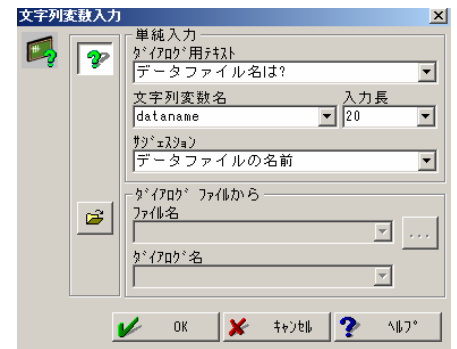 文字列変数入力
単純入力
ﾀﾞｲｱﾛｸﾞ用ﾃｷｽﾄ
データファイル名は?
文字列変数名 入力長
dataname 20
ｻｼﾞｪｽｼｮﾝ
データファイルの名前
ﾀﾞｲｱﾛｸﾞ ﾌｧｲﾙから
ファイル名
...
ﾀﾞｲｱﾛｸﾞ名
OK ｷｬﾝｾﾙ ﾍﾙﾌﾟ